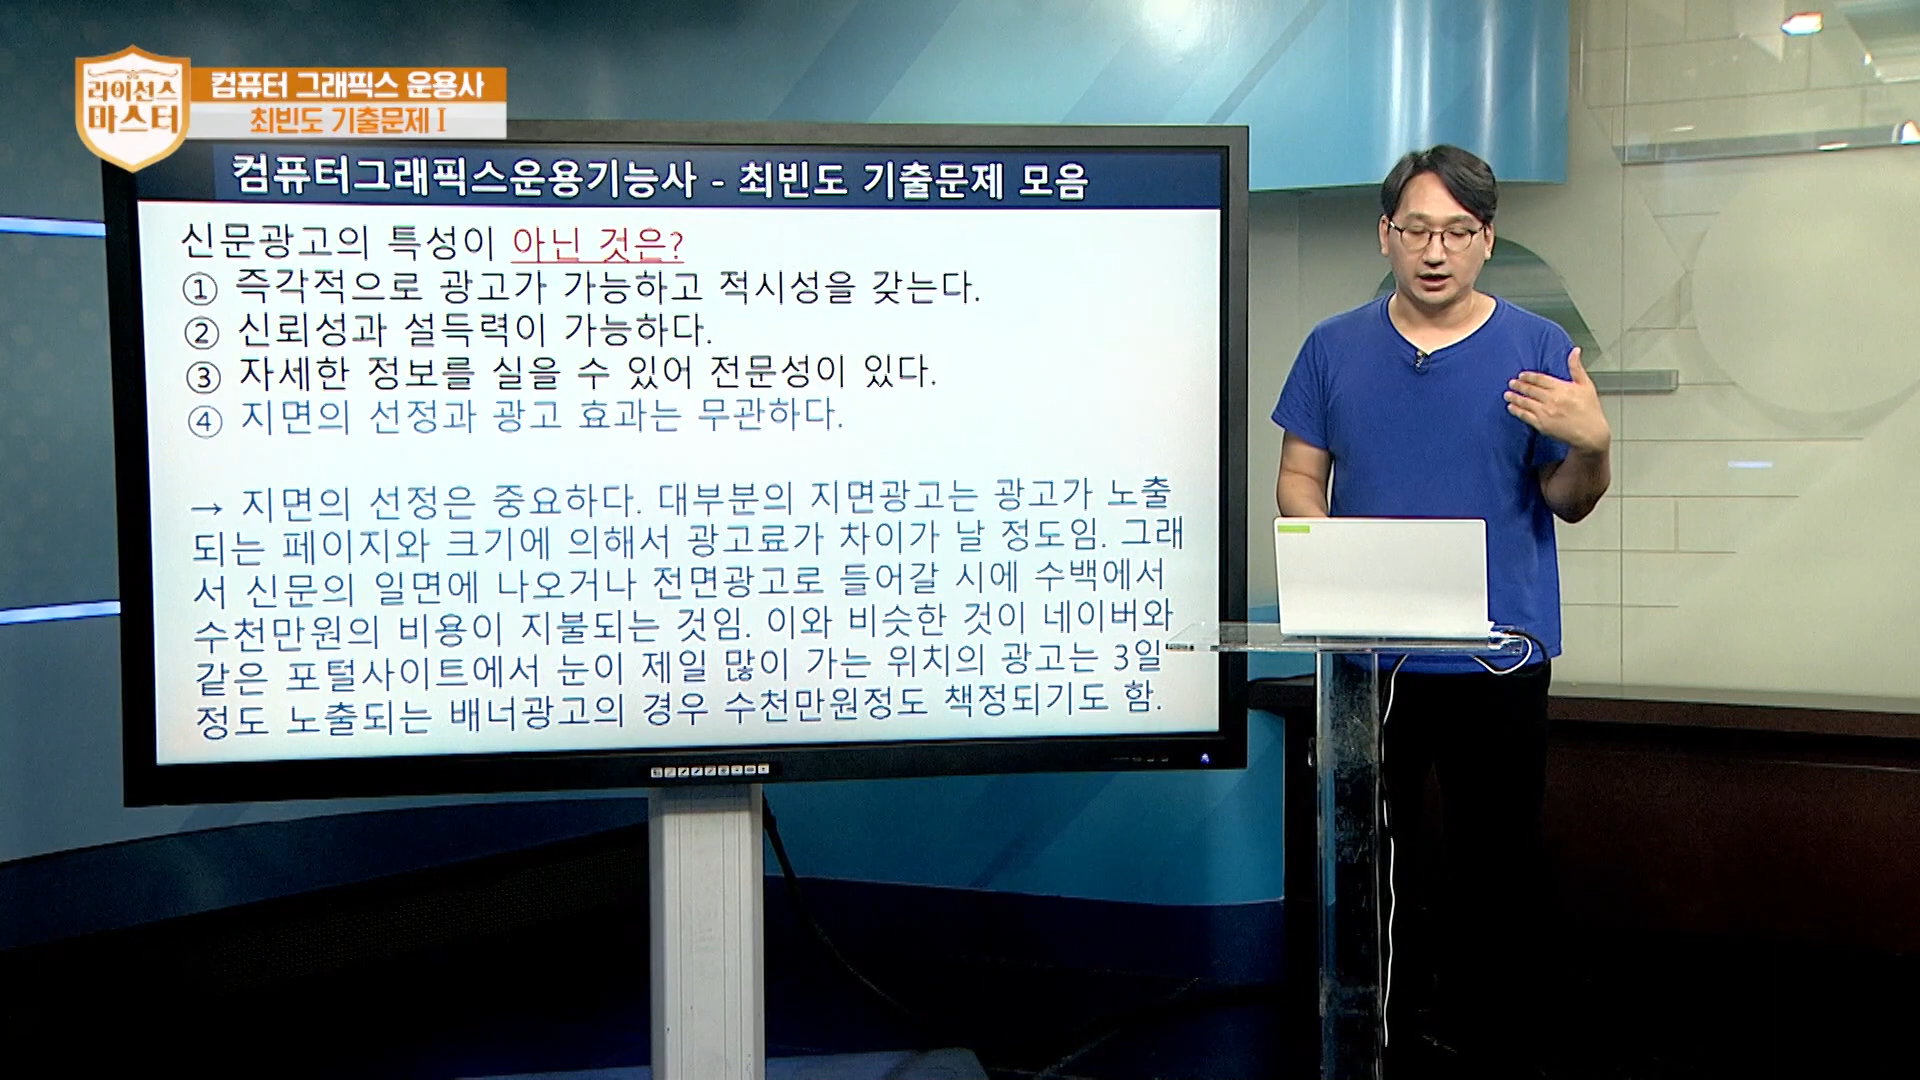 라이선스
마스터
컴퓨터 그래픽스 운용사
최빈도 기출문제 I
컴퓨터그래픽스운용기능사 - 최빈도 기출문제 모음
신문광고의 특성이 아닌 것은?
① 즉각적으로 광고가 가능하고 적시성을 갖는다.
② 신뢰성과 설득력이 가능하다.
③ 자세한 정보를 실을 수 있어 전문성이 있다.
④ 지면의 선정과 광고 효과는 무관하다.
→ 지면의 선정은 중요하다. 대부분의 지면광고는 광고가 노출
되는 페이지와 크기에 의해서 광고료가 차이가 날 정도임. 그래
서 신문의 일면에 나오거나 전면광고로 들어갈 시에 수백에서
수천만원의 비용이 지불되는 것임. 이와 비슷한 것이 네이버와
같은 포털사이트에서 눈이 제일 많이 가는 위치의 광고는 3일
정도 노출되는 배너광고의 경우 수천만원정도 책정되기도 함.